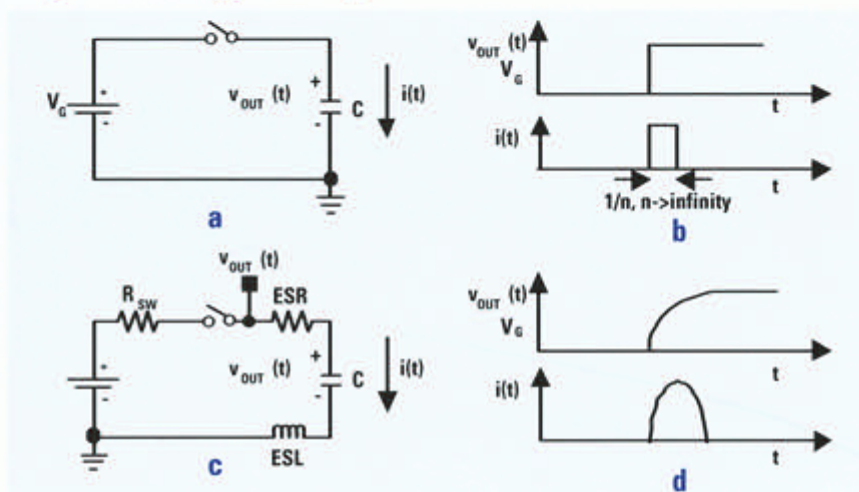 v_OUT (t)
V_G
v_OUT (t)
+
-
C
i(t)
a
v_OUT (t)
V_G
t
i(t)
t
1/n, n->infinity
b
v_OUT (t)
R_SW
ESR
+
-
v_OUT (t)
+
-
C
i(t)
ESL
c
v_OUT (t)
V_G
t
i(t)
t
d